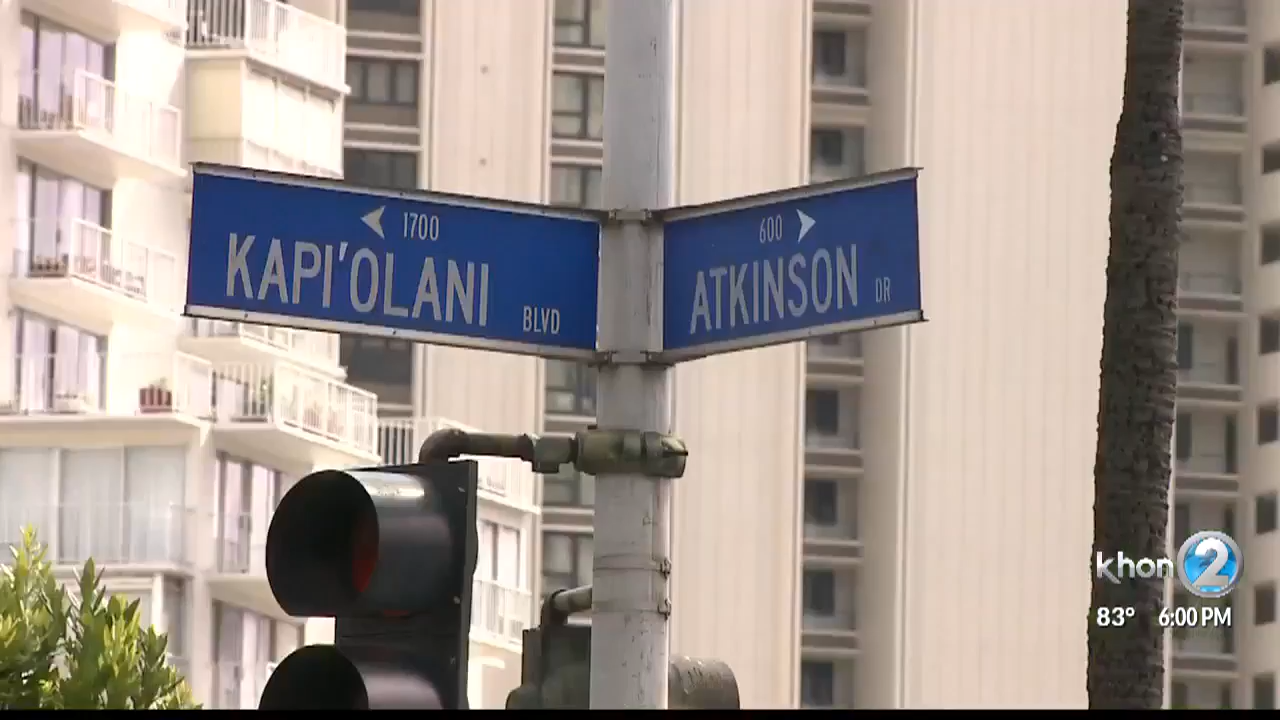 1700
KAPI'OLANI BLVD
600
ATKINSON DR
khon 2
83° 6:00 PM